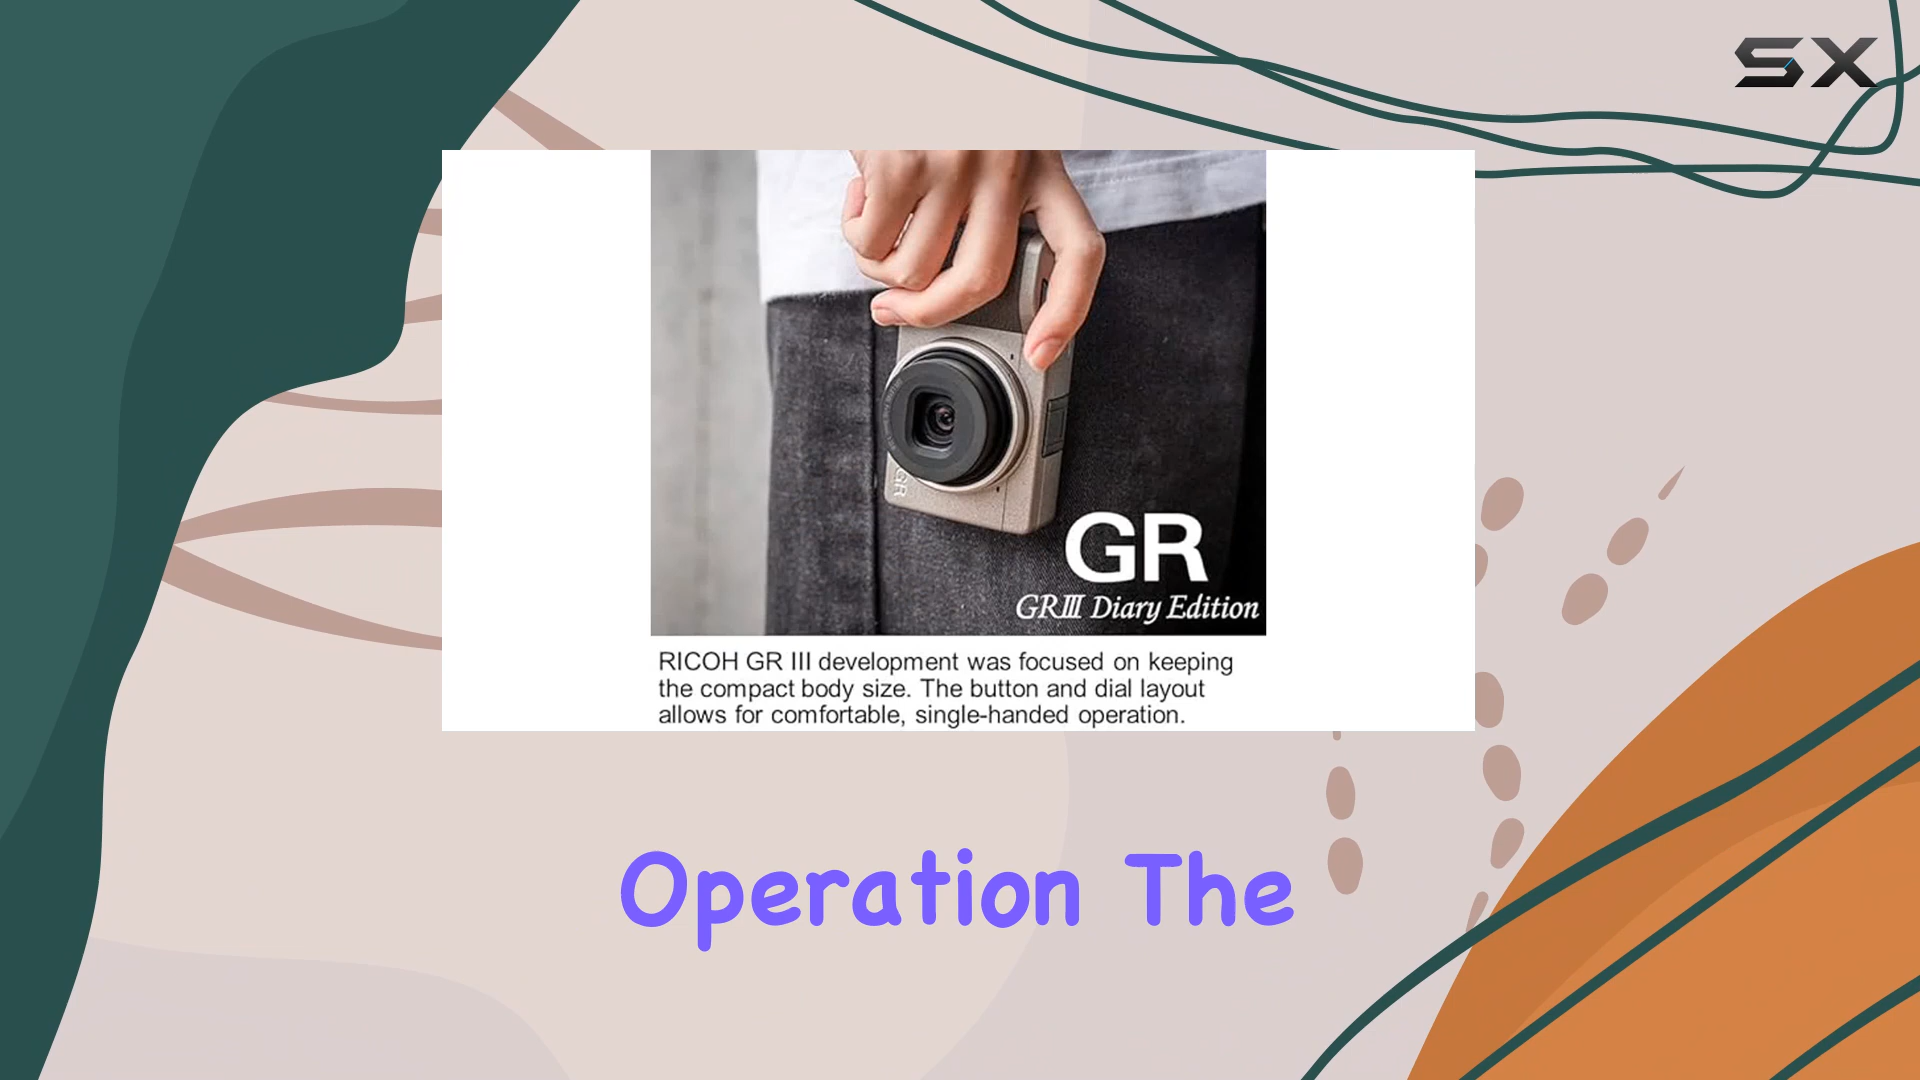 SX
GR
GR
GRIII Diary Edition
RICOH GR III development was focused on keeping
the compact body size. The button and dial layout
allows for comfortable, single-handed operation.
Operation The